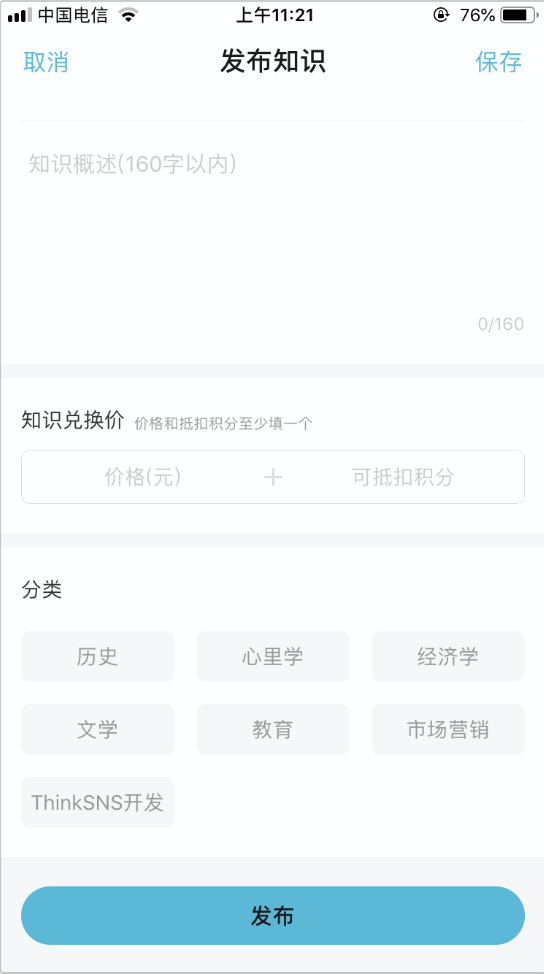 中国电信 上午11:21 76%
取消 发布知识 保存
知识概述(160字以内)
0/160
知识兑换价 价格和抵扣积分至少填一个
价格(元) + 可抵扣积分
分类
历史 心里学 经济学
文学 教育 市场营销
ThinkSNS开发
发布